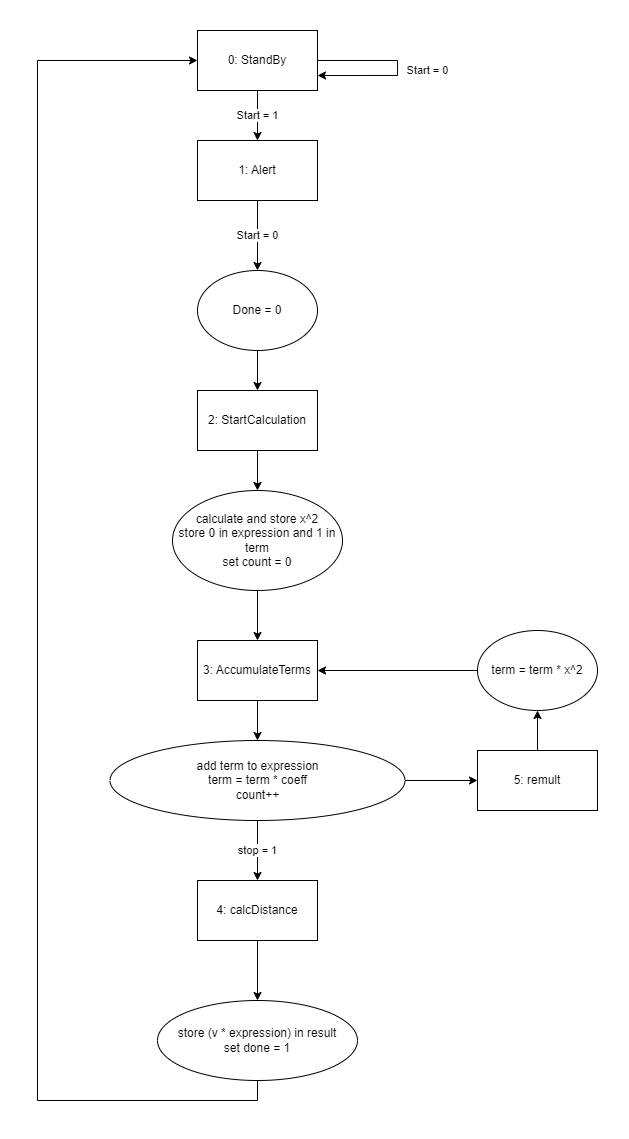 0: StandBy
Start = 0
Start = 1
1: Alert
Start = 0
Done = 0
2: StartCalculation
calculate and store x^2
store 0 in expression and 1 in
term
set count = 0
3: AccumulateTerms
term = term * x^2
add term to expression
term = term * coeff
count++
5: remult
stop = 1
4: calcDistance
store (v * expression) in result
set done = 1